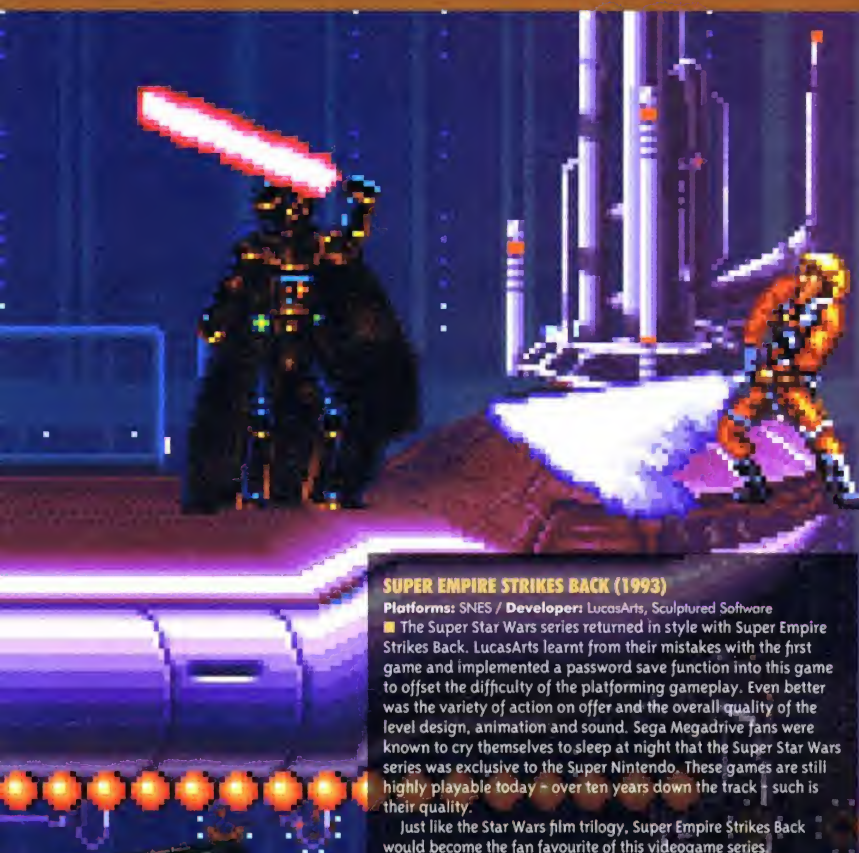 SUPER EMPIRE STRIKES BACK (1993)
Platforms: SNES / Developer: LucasArts, Sculptured Software
The Super Star Wars series returned in style with Super Empire
Strikes Back. LucasArts learnt from their mistakes with the first
game and implemented a password save function into this game
to offset the difficulty of the platforming gameplay. Even better
was the variety of action on offer and the overall quality of the
level design, animation and sound. Sega Megadrive fans were
known to cry themselves to sleep at night that the Super Star Wars
series was exclusive to the Super Nintendo. These games are still
highly playable today - over ten years down the track - such is
their quality.
Just like the Star Wars film trilogy, Super Empire Strikes Back
would become the fan favourite of this videogame series.